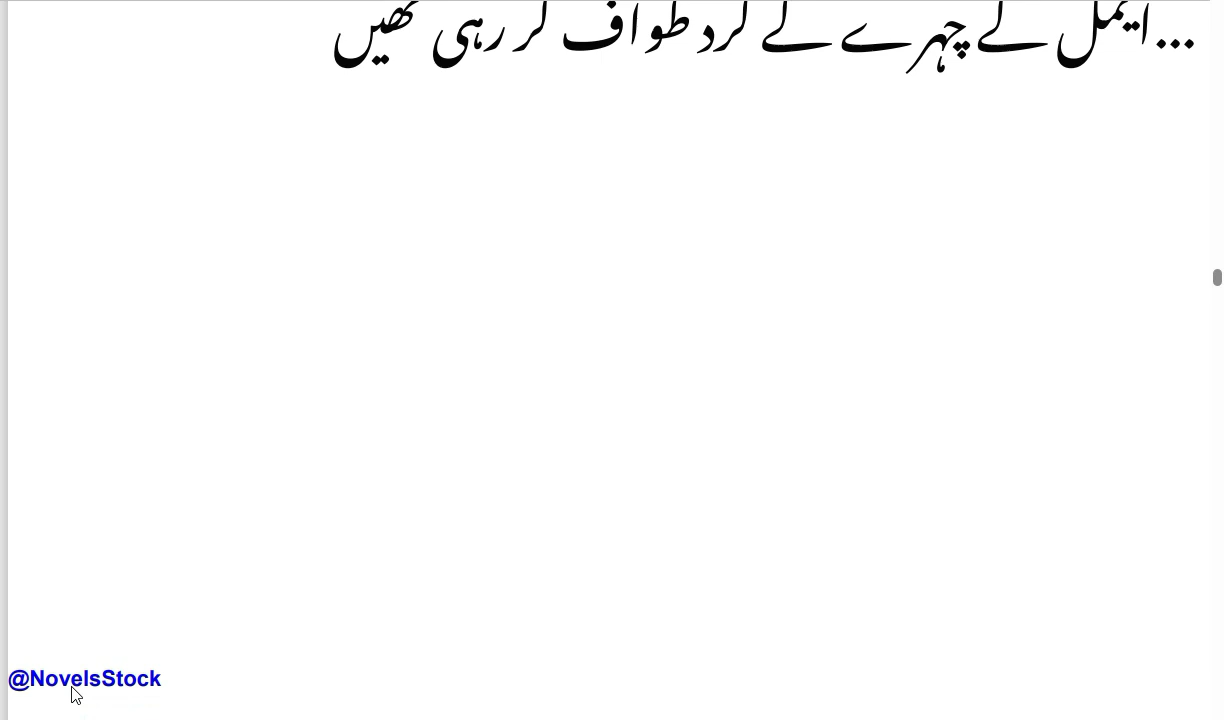 ...ایمل کے چہرے کے گرد طواف کر رہی تھیں
@NovelsStock